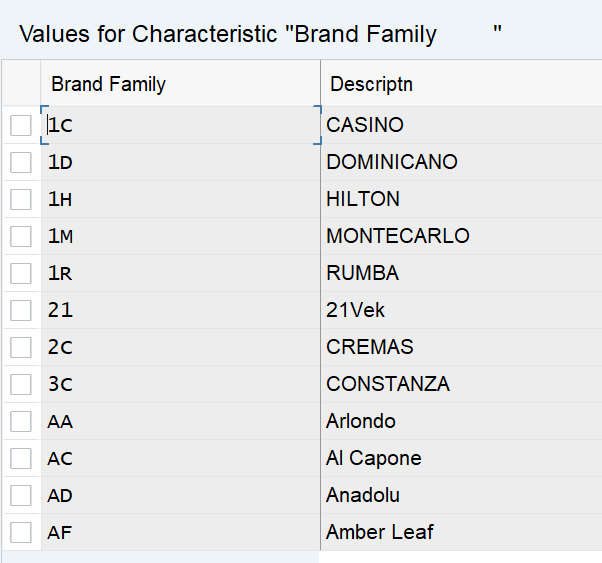 Values for Characteristic "Brand Family "
Brand Family Descriptn
1C CASINO
1D DOMINICANO
1H HILTON
1M MONTECARLO
1R RUMBA
21 21Vek
2C CREMAS
3C CONSTANZA
AA Arlondo
AC Al Capone
AD Anadolu
AF Amber Leaf